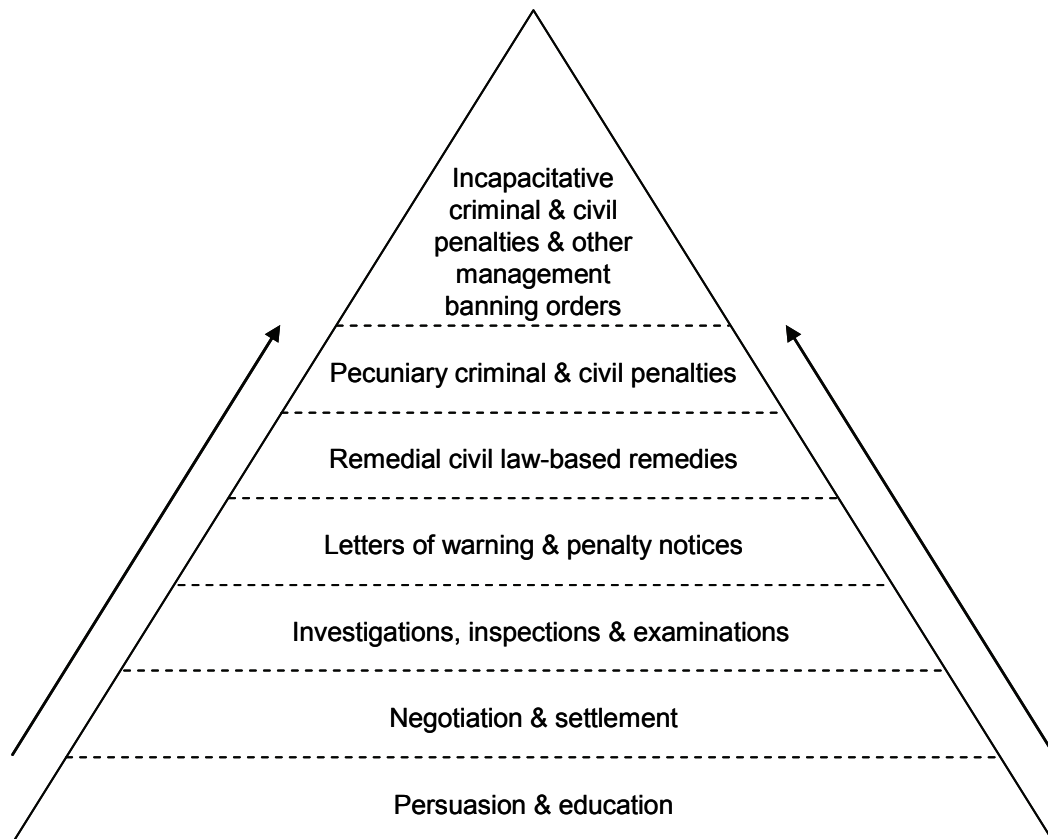 Incapacitative
criminal & civil
penalties & other
management
banning orders
Pecuniary criminal & civil penalties
Remedial civil law-based remedies
Letters of warning & penalty notices
Investigations, inspections & examinations
Negotiation & settlement
Persuasion & education